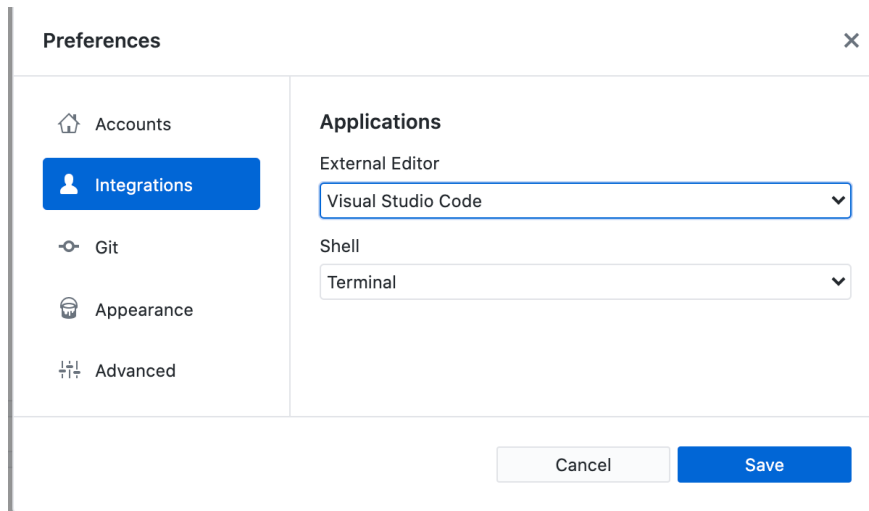 Preferences
Accounts
Integrations
Git
Appearance
Advanced
Applications
External Editor
Visual Studio Code
Shell
Terminal
Cancel
Save